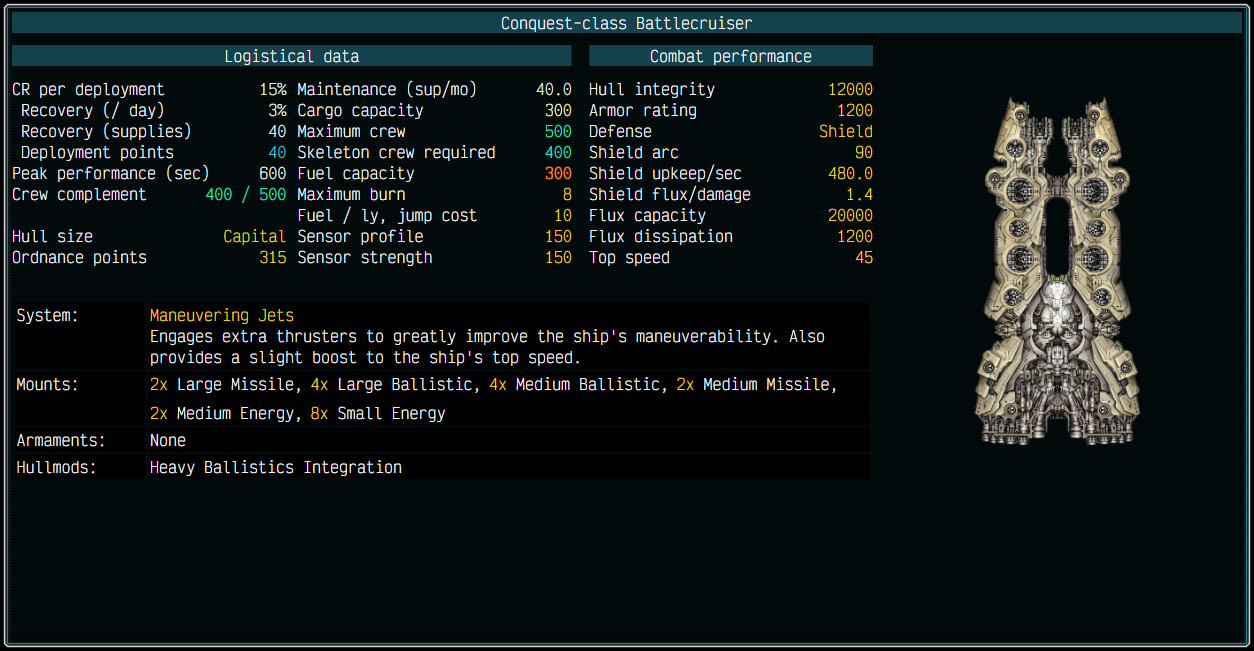 Conquest-class Battlecruiser
Logistical data
Combat performance
CR per deployment 15% Maintenance (sup/mo) 40.0 Hull integrity 12000
Recovery (/ day) 3% Cargo capacity 300 Armor rating 1200
Recovery (supplies) 40 Maximum crew 500 Defense Shield
Deployment points 40 Skeleton crew required 400 Shield arc 90
Peak performance (sec) 600 Fuel capacity 300 Shield upkeep/sec 480.0
Crew complement 400 / 500 Maximum burn 8 Shield flux/damage 1.4
Fuel / ly, jump cost 10 Flux capacity 20000
Hull size Capital Sensor profile 150 Flux dissipation 1200
Ordnance points 315 Sensor strength 150 Top speed 45
System: Maneuvering Jets
Engages extra thrusters to greatly improve the ship's maneuverability. Also
provides a slight boost to the ship's top speed.
Mounts: 2x Large Missile, 4x Large Ballistic, 4x Medium Ballistic, 2x Medium Missile,
2x Medium Energy, 8x Small Energy
Armaments: None
Hullmods: Heavy Ballistics Integration